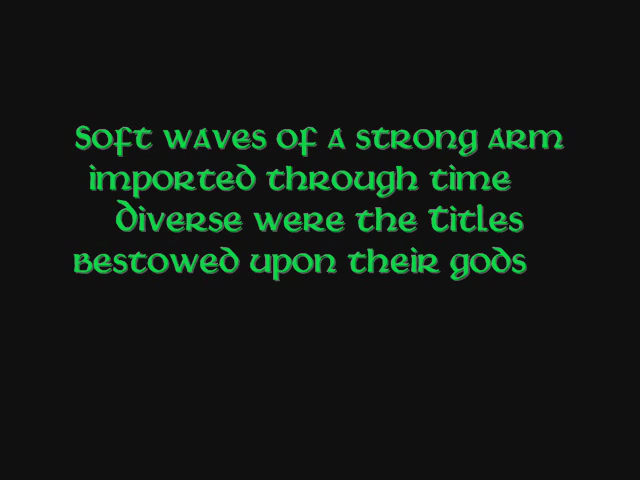 Soft waves of a strong arm
imported through time
Diverse were the Titles
Bestowed upon their gods